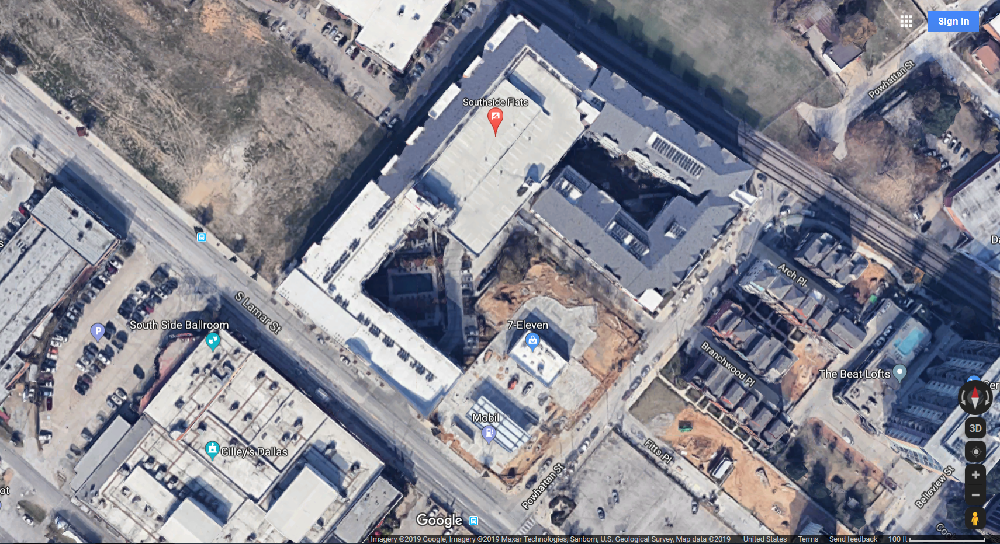 Sign in
Powhattan St
Southside Flats
Arch Pl
S Lamar St
South Side Ballroom
P
7-Eleven
Branchwood Pl
The Beat Lofts
Mobil
3D
Gilley's Dallas
Fitts Pl
Powhattan St
Belleview St
ot
Google
Imagery ©2019 Google, Imagery ©2019 Maxar Technologies, Sanborn, U.S. Geological Survey, Map data ©2019
United States
Terms
Send feedback
100 ft